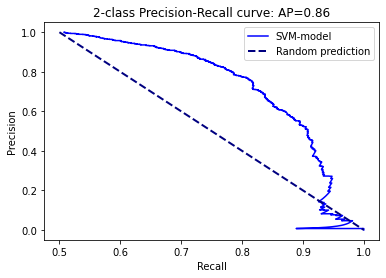 2-class Precision-Recall curve: AP=0.86
SVM-model
Random prediction
Precision
1.0
0.8
0.6
0.4
0.2
0.0
0.5 0.6 0.7 0.8 0.9 1.0
Recall